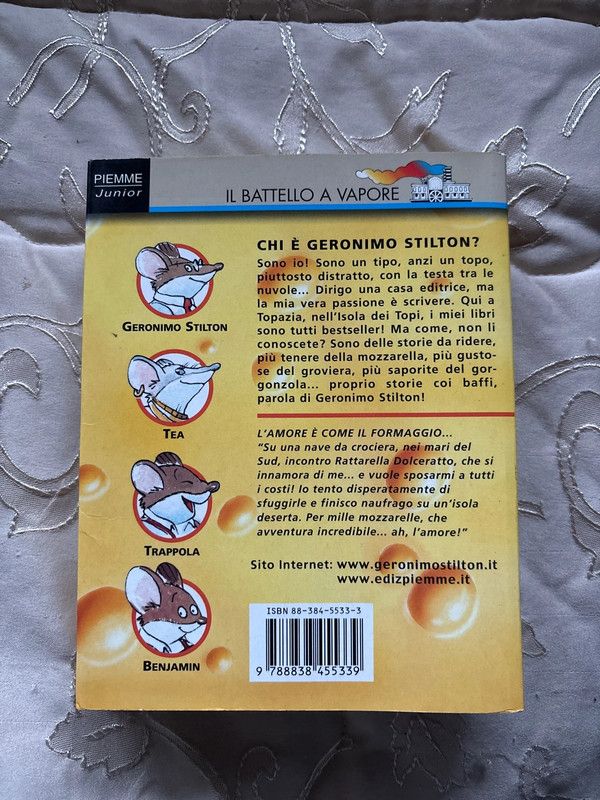 PIEMME
Junior
IL BATTELLO A VAPORE
GERONIMO STILTON
TEA
TRAPPOLA
BENJAMIN
CHI È GERONIMO STILTON?
Sono io! Sono un tipo, anzi un topo,
piuttosto distratto, con la testa tra le
nuvole... Dirigo una casa editrice, ma
la mia vera passione è scrivere. Qui a
Topazia, nell'Isola dei Topi, i miei libri
sono tutti bestseller! Ma come, non li
conoscete? Sono delle storie da ridere,
più tenere della mozzarella, più gusto-
se del groviera, più saporite del gor-
gonzola... proprio storie coi baffi,
parola di Geronimo Stilton!
L'AMORE È COME IL FORMAGGIO...
"Su una nave da crociera, nei mari del
Sud, incontro Rattarella Dolceratto, che si
innamora di me... e vuole sposarmi a tutti
i costi! Io tento disperatamente di
sfuggirle e finisco naufrago su un'isola
deserta. Per mille mozzarelle, che
avventura incredibile... ah, l'amore!"
Sito Internet: www.geronimostilton.it
www.edizpiemme.it
ISBN 88-384-5533-3
9 788838 455339